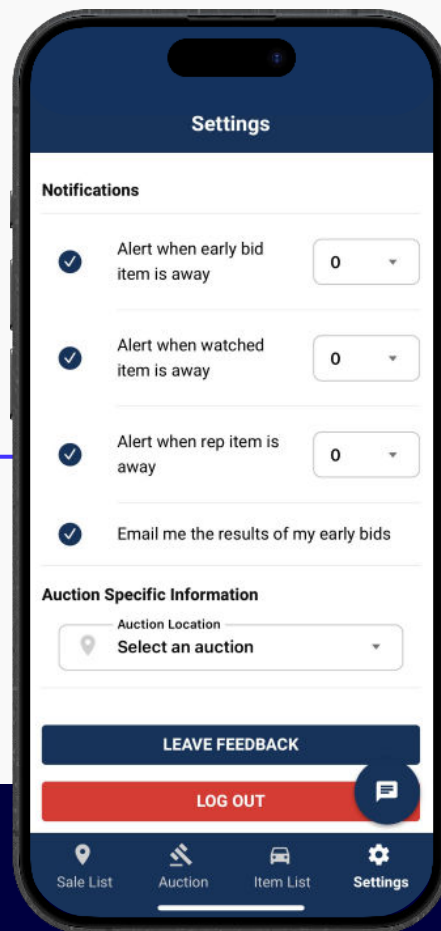 Settings
Notifications
Alert when early bid
item is away
0
Alert when watched
item is away
0
Alert when rep item is
away
0
Email me the results of my early bids
Auction Specific Information
Auction Location
Select an auction
LEAVE FEEDBACK
LOG OUT
Sale List Auction Item List Settings